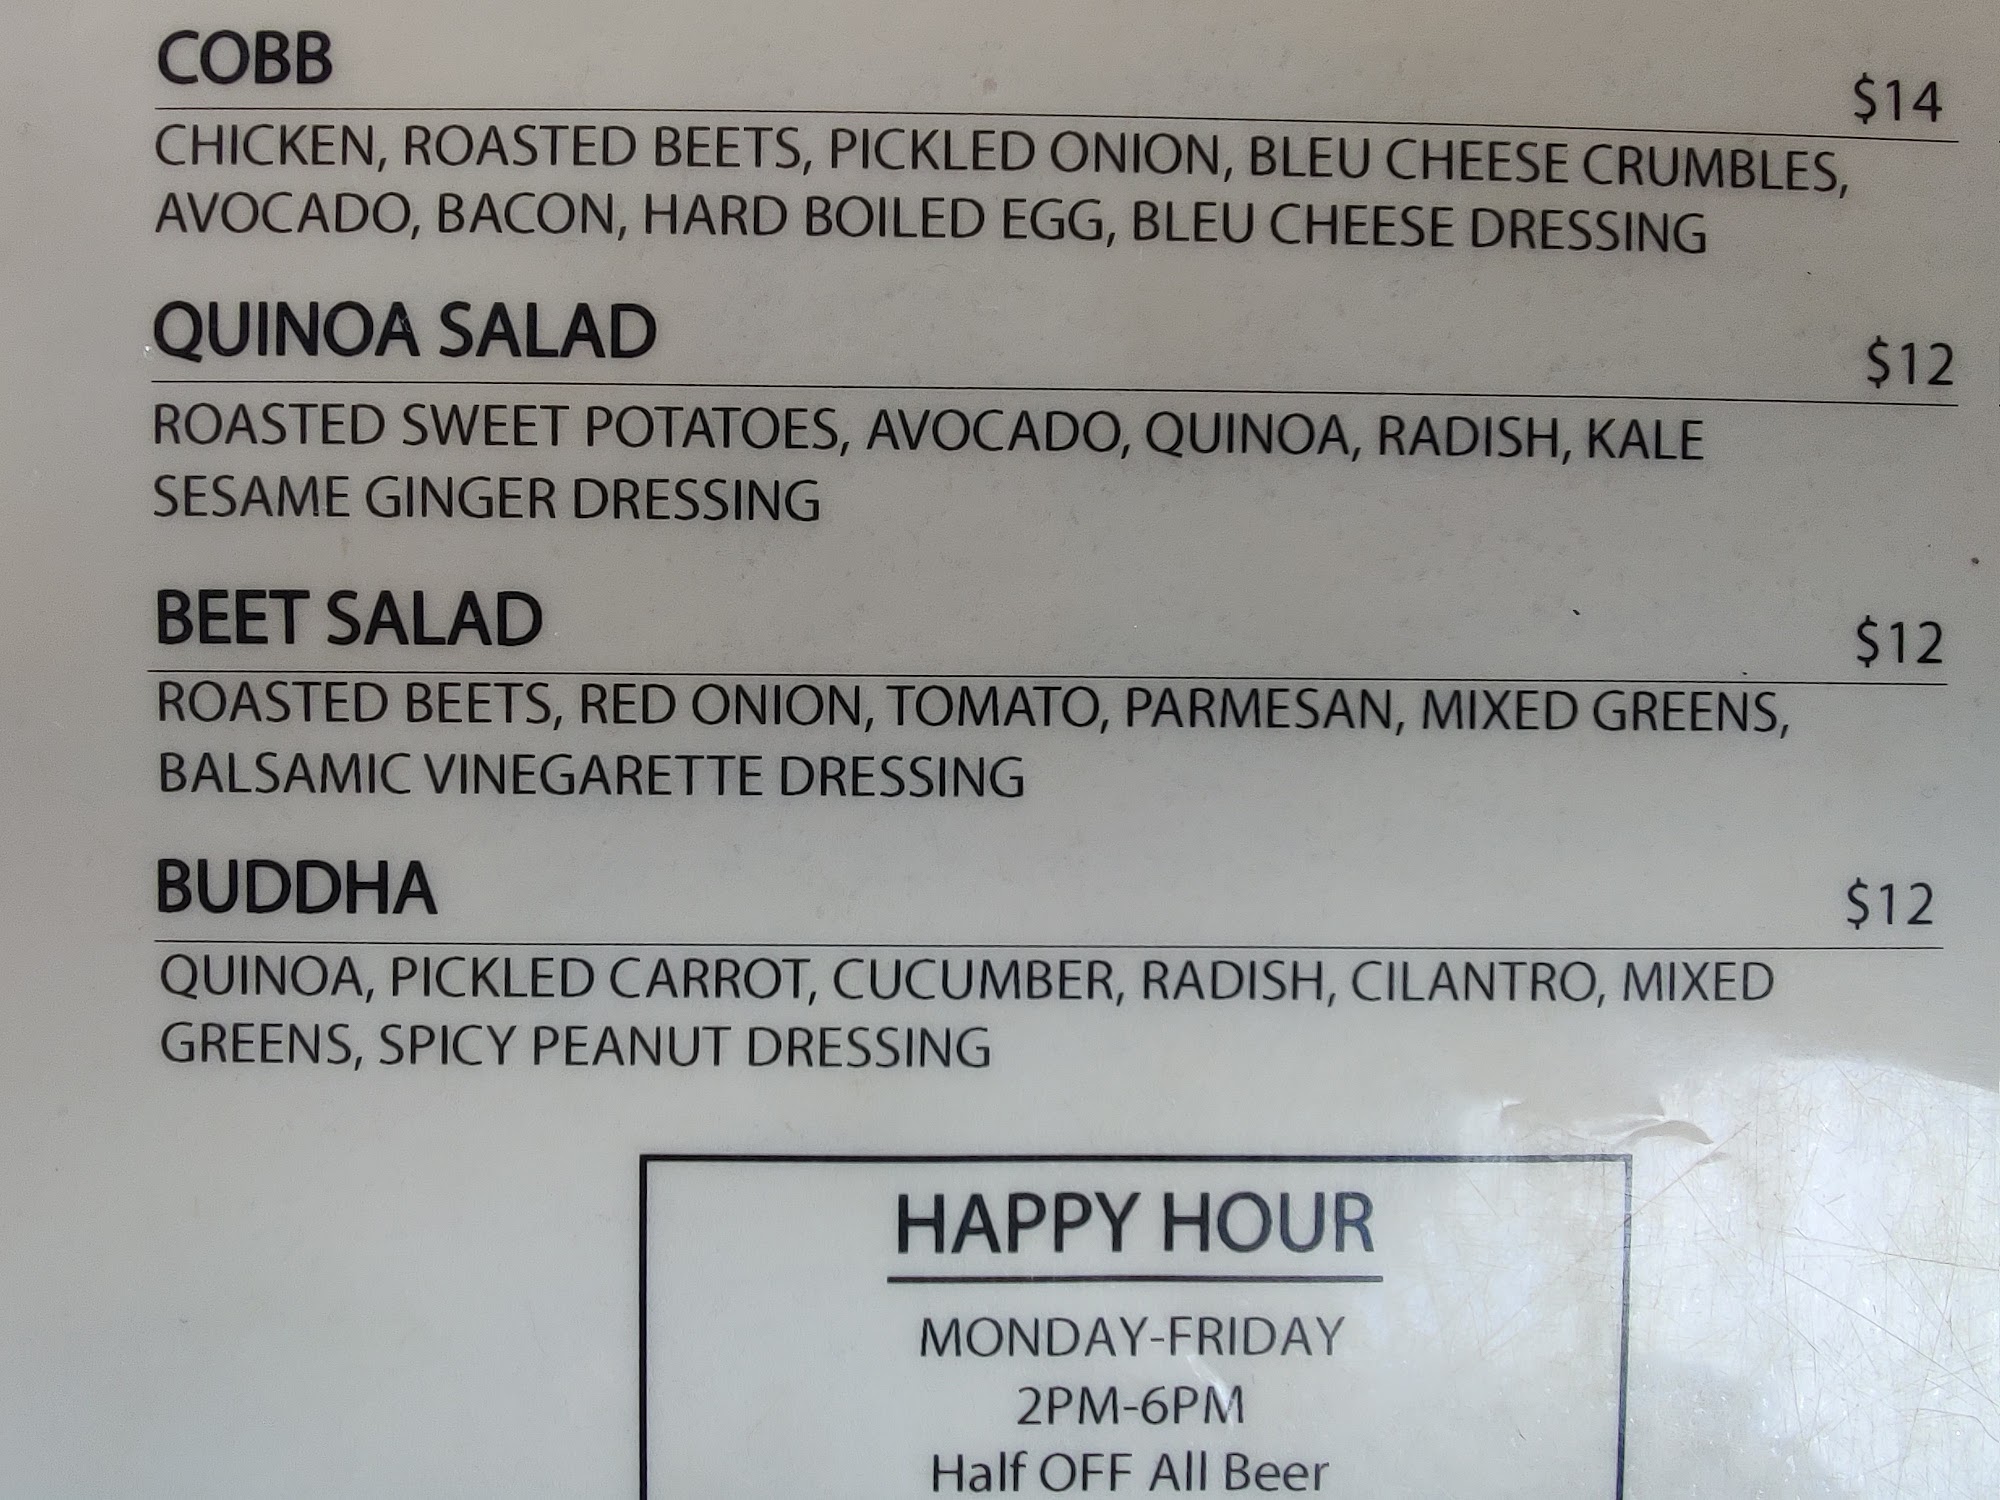 COBB
$14
CHICKEN, ROASTED BEETS, PICKLED ONION, BLEU CHEESE CRUMBLES,
AVOCADO, BACON, HARD BOILED EGG, BLEU CHEESE DRESSING
QUINOA SALAD
$12
ROASTED SWEET POTATOES, AVOCADO, QUINOA, RADISH, KALE
SESAME GINGER DRESSING
BEET SALAD
$12
ROASTED BEETS, RED ONION, TOMATO, PARMESAN, MIXED GREENS,
BALSAMIC VINEGARETTE DRESSING
BUDDHA
$12
QUINOA, PICKLED CARROT, CUCUMBER, RADISH, CILANTRO, MIXED
GREENS, SPICY PEANUT DRESSING
HAPPY HOUR
MONDAY-FRIDAY
2PM-6PM
Half OFF All Beer